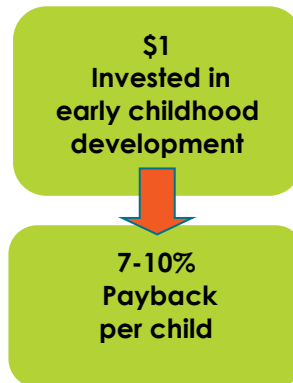 $1
Invested in
early childhood
development
7-10%
Payback
per child